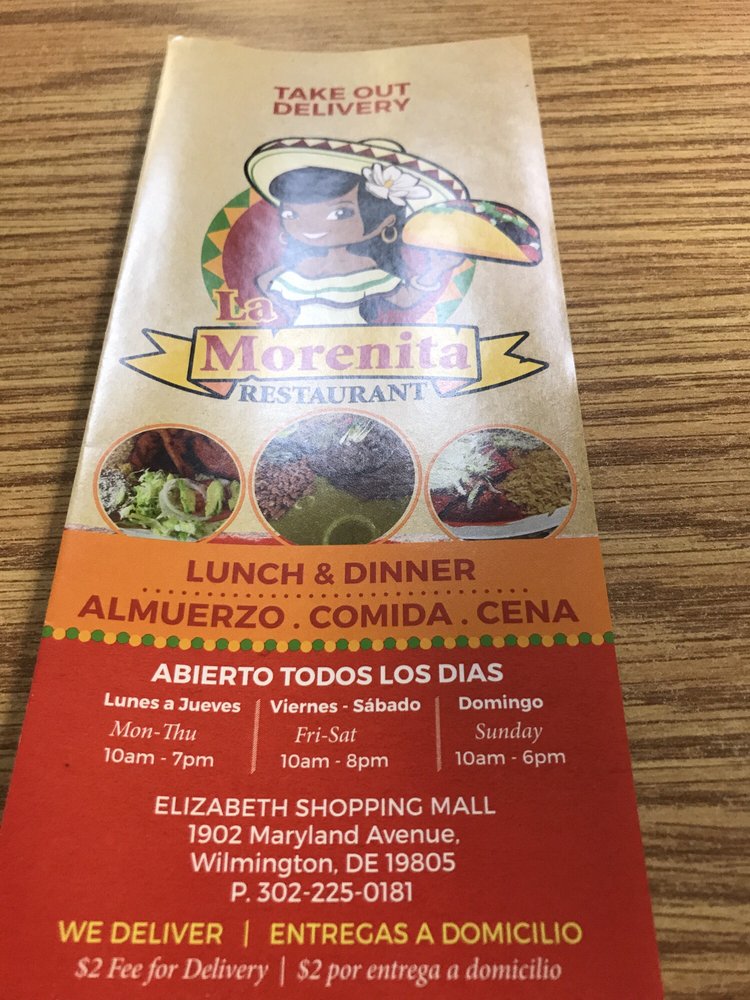 TAKE OUT
DELIVERY
La
Morenita
RESTAURANT
LUNCH & DINNER
ALMUERZO . COMIDA . CENA
ABIERTO TODOS LOS DIAS
Lunes a Jueves
Mon-Thu
10am - 7pm
Viernes - Sábado
Fri-Sat
10am - 8pm
Domingo
Sunday
10am - 6pm
ELIZABETH SHOPPING MALL
1902 Maryland Avenue,
Wilmington, DE 19805
P. 302-225-0181
WE DELIVER | ENTREGAS A DOMICILIO
$2 Fee for Delivery | $2 por entrega a domicilio